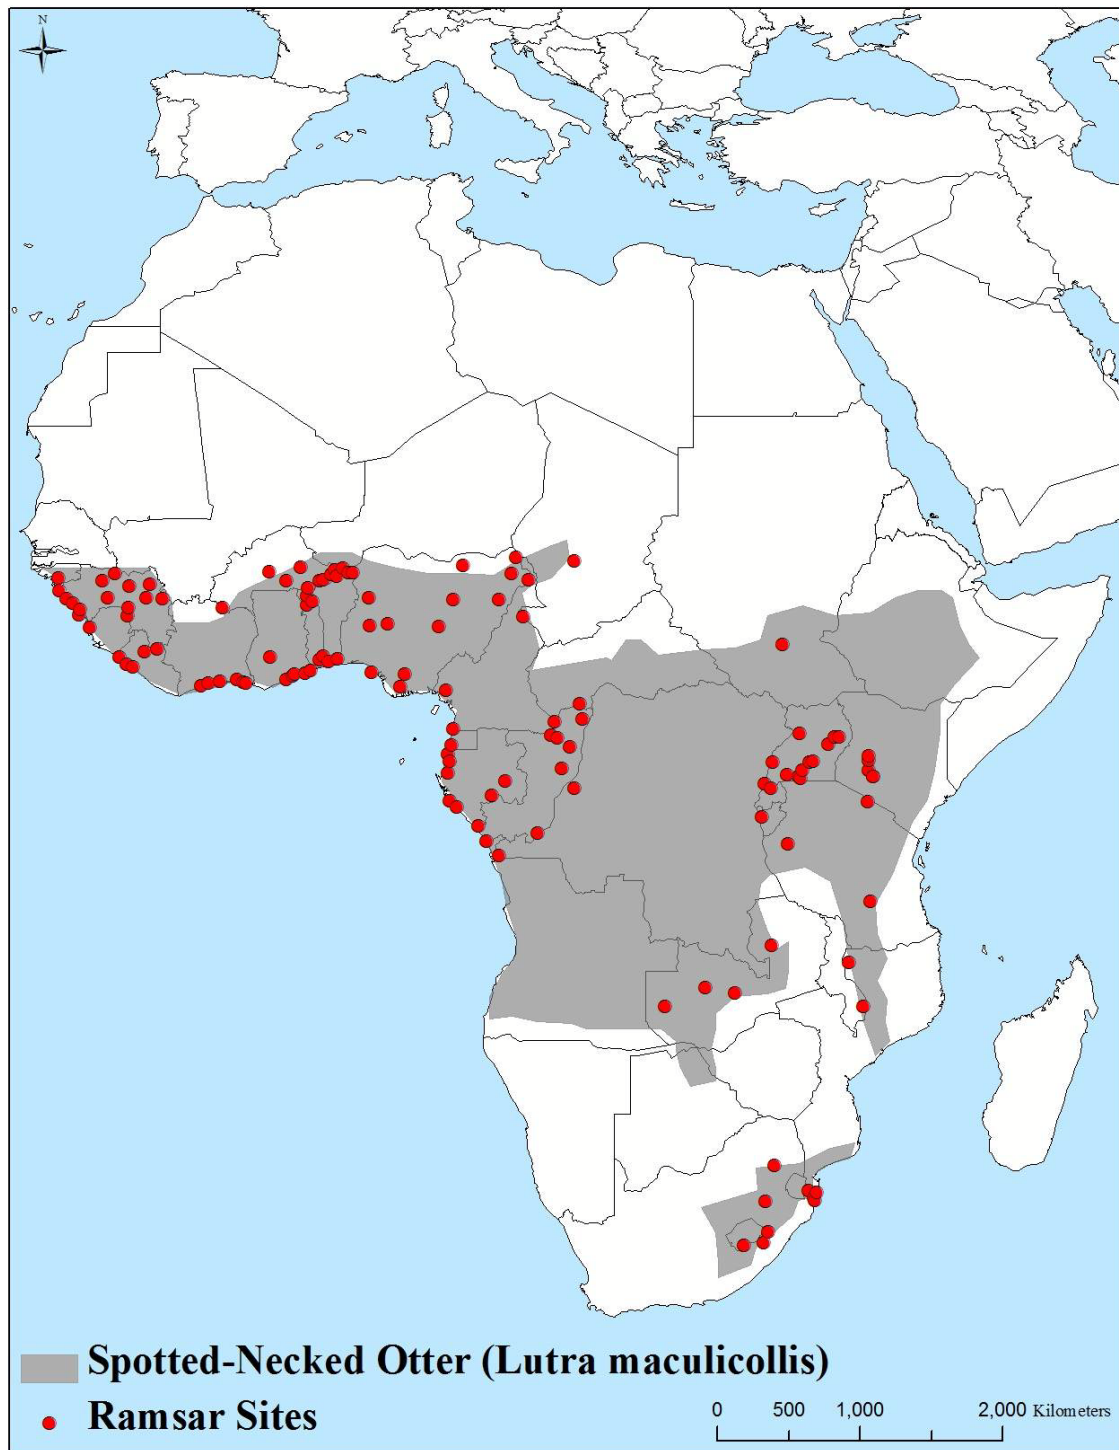 N
Spotted-Necked Otter (Lutra maculicollis)
Ramsar Sites
0 500 1,000 2,000 Kilometers